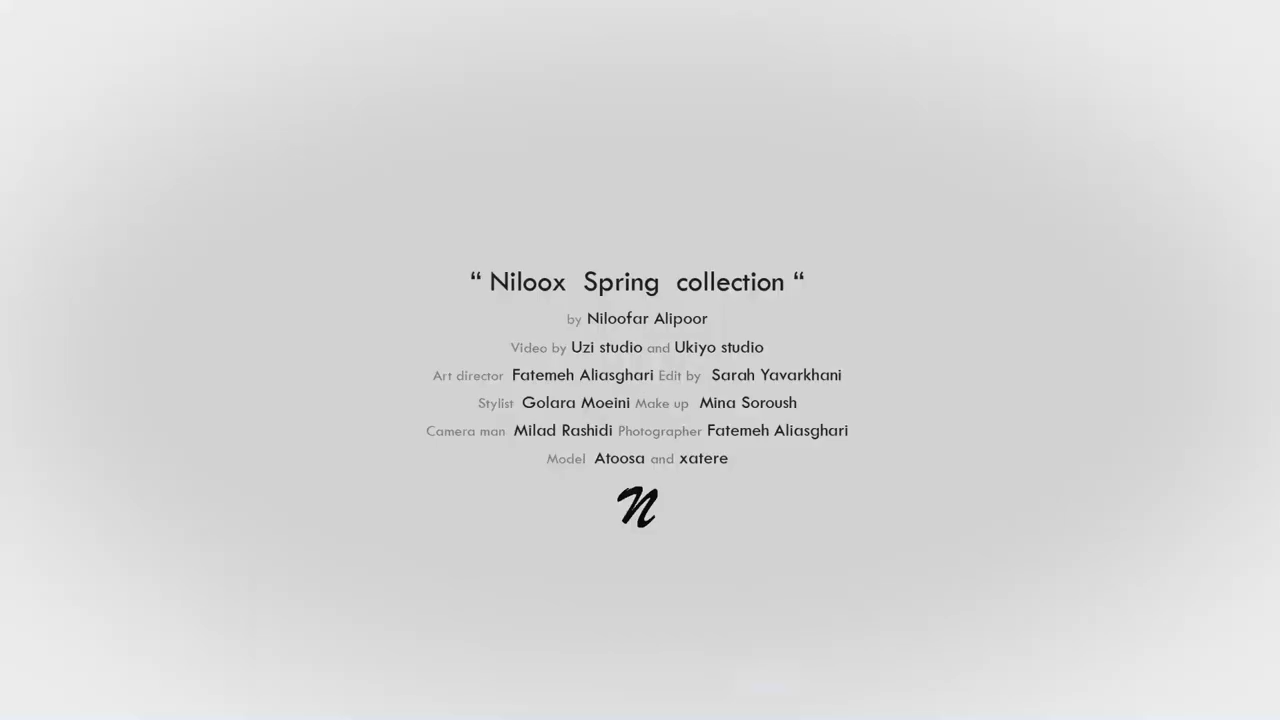 “ Niloox Spring collection “
by Niloofar Alipoor
Video by Uzi studio and Ukiyo studio
Art director Fatemeh Aliasghari Edit by Sarah Yavarkhani
Stylist Golara Moeini Make up Mina Soroush
Camera man Milad Rashidi Photographer Fatemeh Aliasghari
Model Atoosa and xatere
N